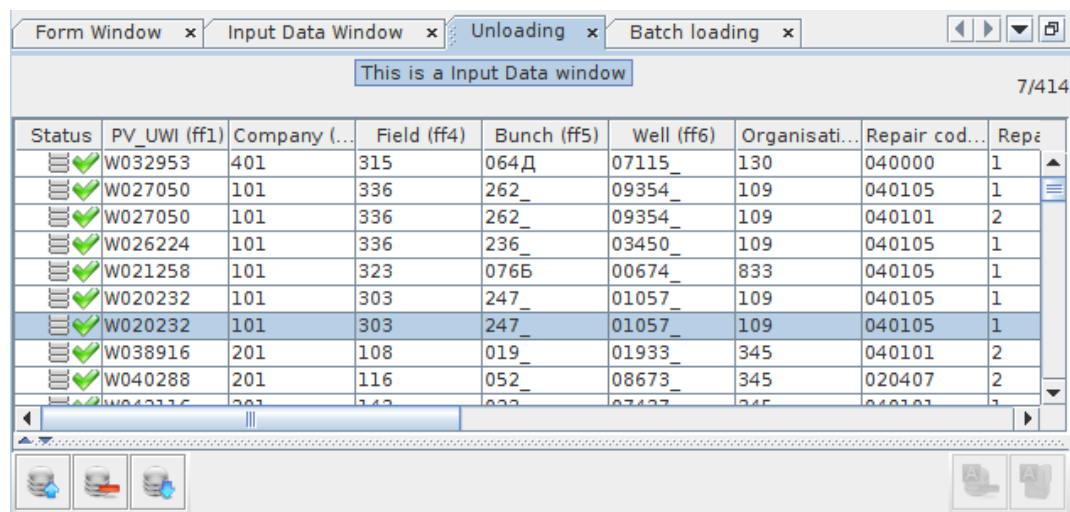 Form Window x Input Data Window x Unloading x Batch loading x
This is a Input Data window
7/414
Status PV_UWI (ff1) Company (... Field (ff4) Bunch (ff5) Well (ff6) Organisati... Repair cod... Repa
W032953 401 315 064Д 07115_ 130 040000 1
W027050 101 336 262_ 09354_ 109 040105 1
W027050 101 336 262_ 09354_ 109 040101 2
W026224 101 336 236_ 03450_ 109 040105 1
W021258 101 323 076Б 00674_ 833 040105 1
W020232 101 303 247_ 01057_ 109 040105 1
W020232 101 303 247_ 01057_ 109 040105 1
W038916 201 108 019_ 01933_ 345 040101 2
W040288 201 116 052_ 08673_ 345 020407 2